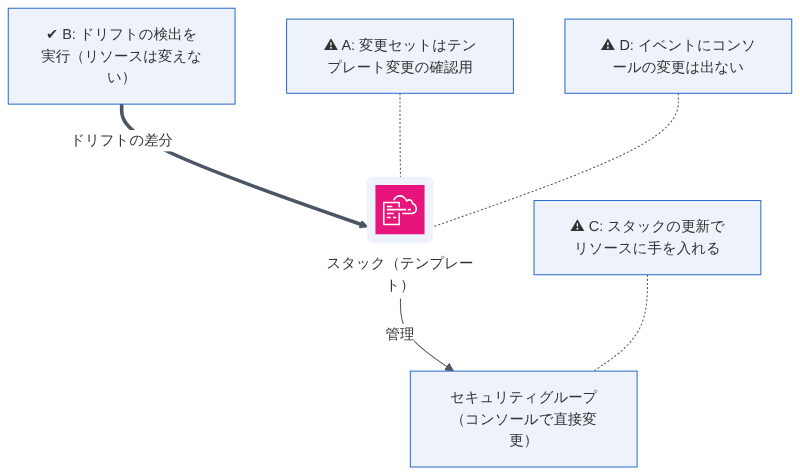 ✔ B: ドリフトの検出を
実行（リソースは変えな
い）
⚠ A: 変更セットはテン
プレート変更の確認用
⚠ D: イベントにコンソ
ールの変更は出ない
ドリフトの差分
⚠ C: スタックの更新で
リソースに手を入れる
スタック（テンプレー
ト）
管理
セキュリティグループ
（コンソールで直接変
更）